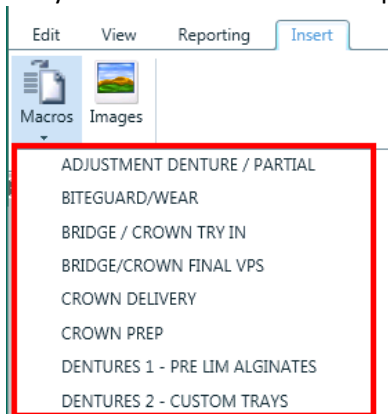 Edit View Reporting Insert
Macros Images
ADJUSTMENT DENTURE / PARTIAL
BITEGUARD/WEAR
BRIDGE / CROWN TRY IN
BRIDGE/CROWN FINAL VPS
CROWN DELIVERY
CROWN PREP
DENTURES 1 - PRE LIM ALGINATES
DENTURES 2 - CUSTOM TRAYS